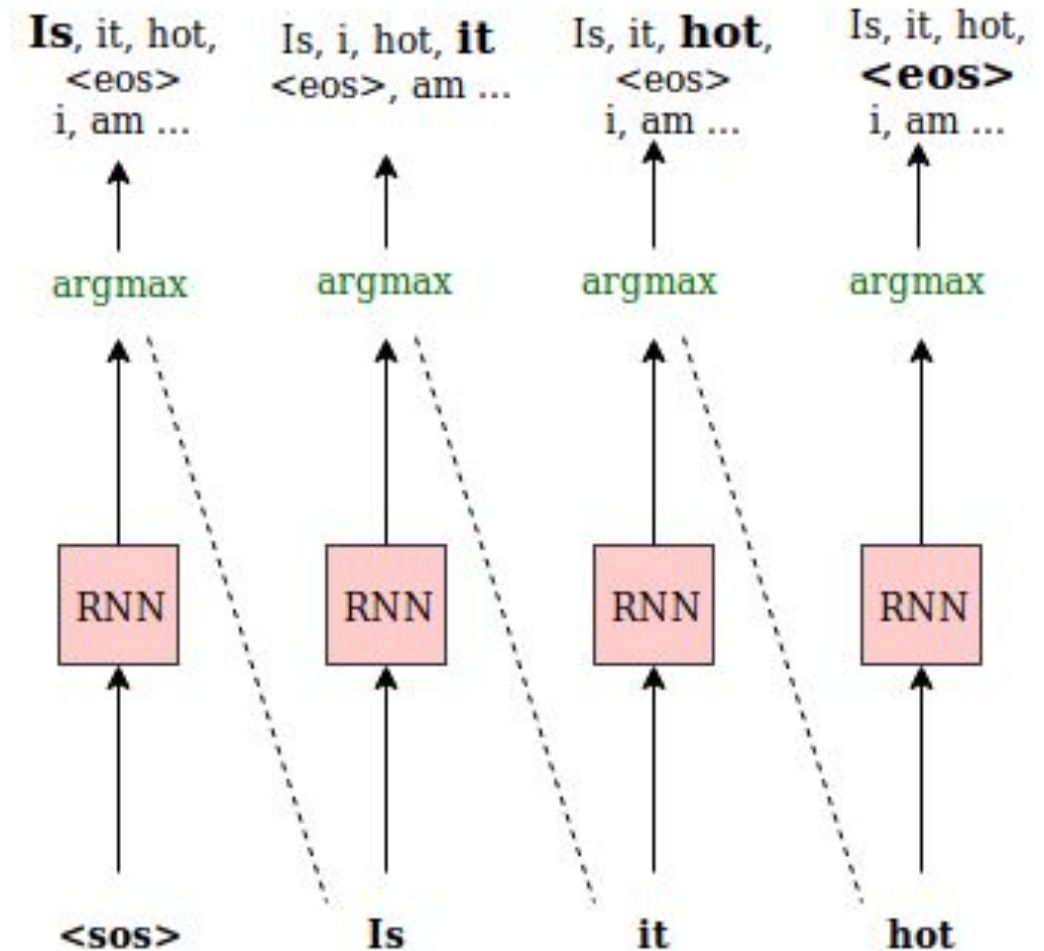 Is, it, hot,
<eos>
i, am ...
Is, i, hot, it
<eos>, am ...
Is, it, hot,
<eos>
i, am ...
Is, it, hot,
<eos>
i, am ...
argmax
argmax
argmax
argmax
RNN
RNN
RNN
RNN
<sos>
Is
it
hot